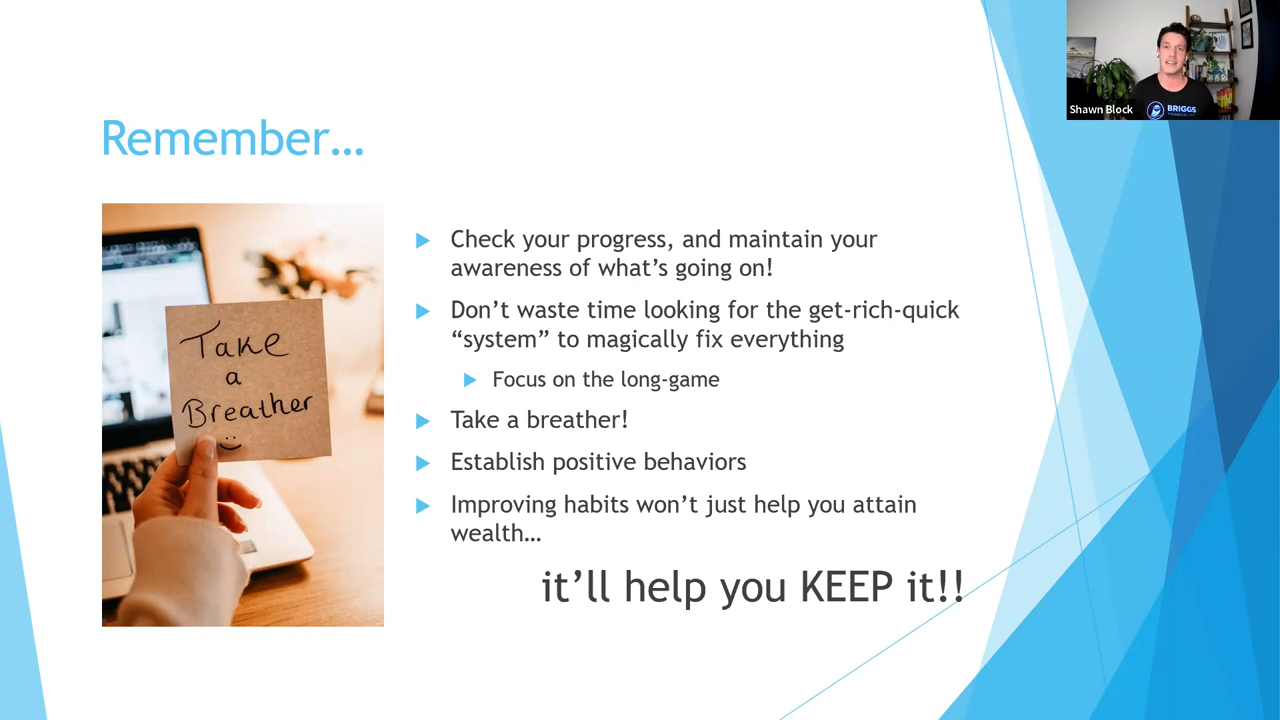 Shawn Block
BRIGGS
Remember…
Take
a
Breather
Check your progress, and maintain your
awareness of what’s going on!
Don’t waste time looking for the get-rich-quick
“system” to magically fix everything
Focus on the long-game
Take a breather!
Establish positive behaviors
Improving habits won’t just help you attain
wealth…
it’ll help you KEEP it!!